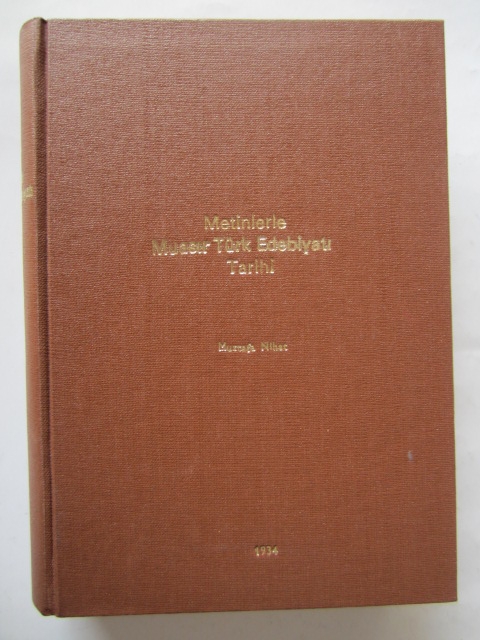 Metinlerle
Muasır Türk Edebiyatı
Tarihi
Mustafa Nihat
1934